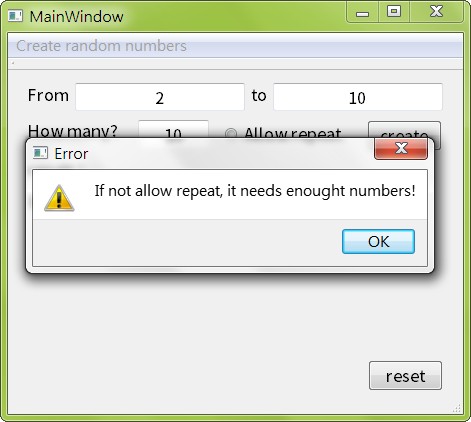 MainWindow
Create random numbers
From 2 to 10
How many? 10 Allow repeat create
Error
If not allow repeat, it needs enought numbers!
OK
reset